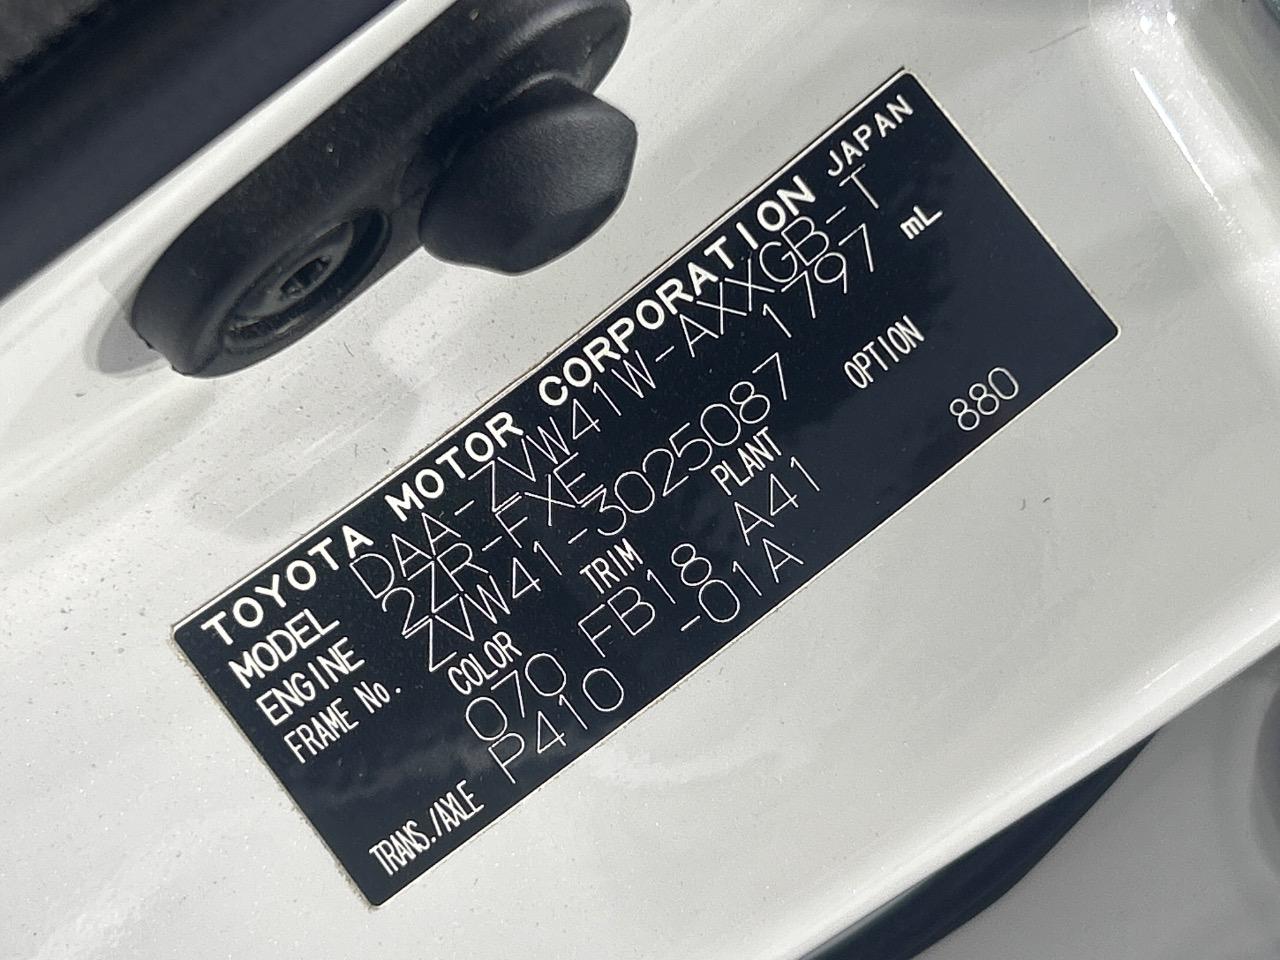 TOYOTA MOTOR CORPORATION JAPAN
MODEL DAA-ZVW41W-AXXGB-T
ENGINE 2ZR-FXE 1797 mL
FRAME No. ZVW41-3025087
COLOR TRIM PLANT OPTION
070 FB18 A41 880
TRANS./AXLE P410 -01A